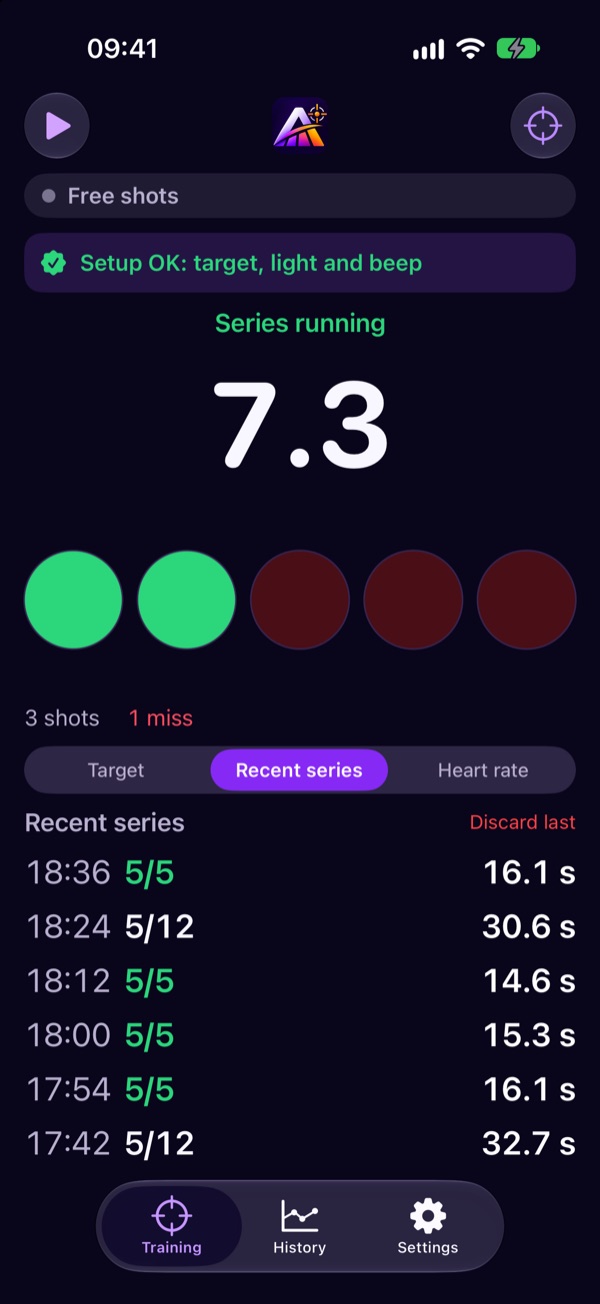 09:41
Free shots
Setup OK: target, light and beep
Series running
7.3
3 shots 1 miss
Target Recent series Heart rate
Recent series Discard last
18:36 5/5 16.1 s
18:24 5/12 30.6 s
18:12 5/5 14.6 s
18:00 5/5 15.3 s
17:54 5/5 16.1 s
17:42 5/12 32.7 s
Training History Settings